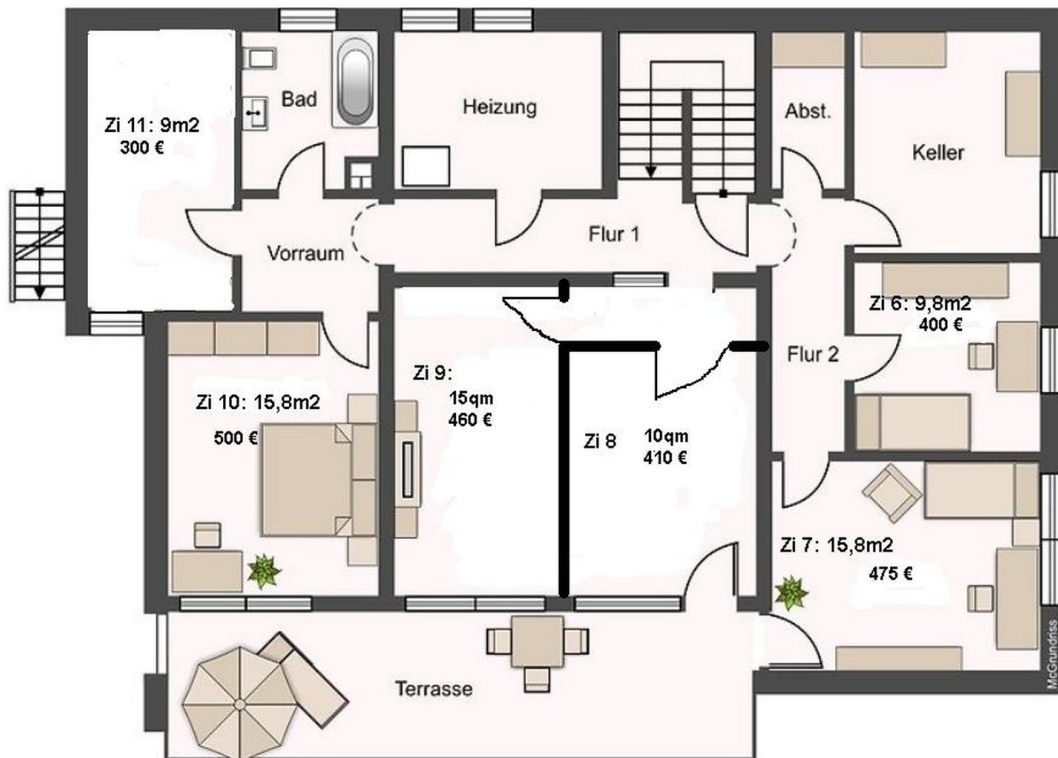 Zi 11: 9m2
300 €
Bad
Heizung
Abst.
Keller
Vorraum
Flur 1
Zi 6: 9,8m2
400 €
Flur 2
Zi 9:
15qm
460 €
Zi 10: 15,8m2
500 €
Zi 8
10qm
410 €
Zi 7: 15,8m2
475 €
Terrasse
McGrundriss